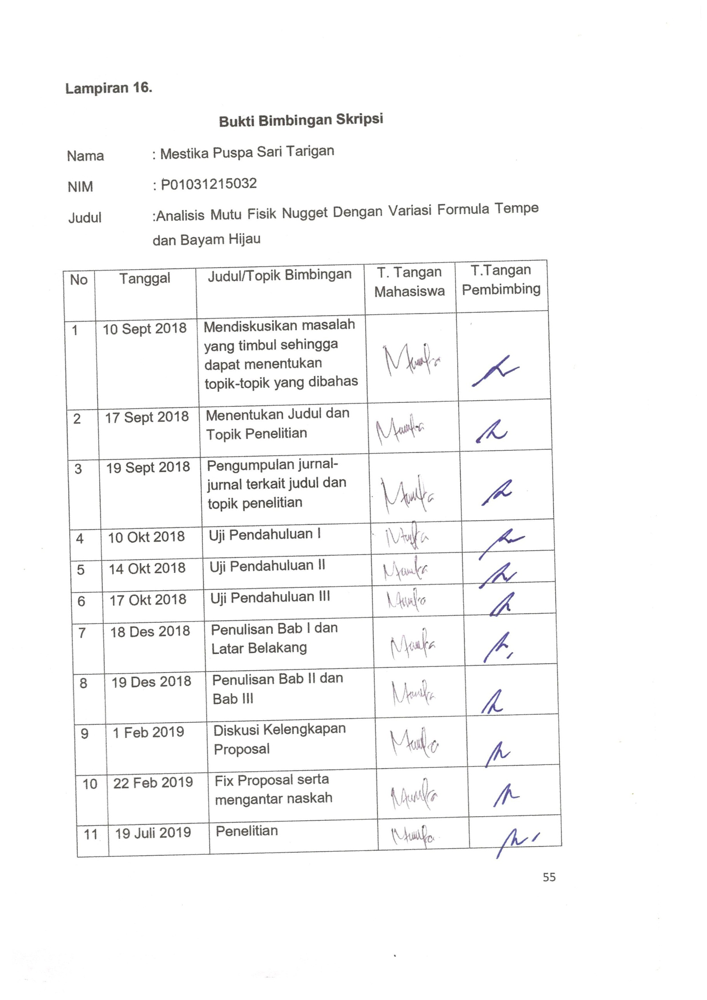 Lampiran 16.
Bukti Bimbingan Skripsi
Nama : Mestika Puspa Sari Tarigan
NIM : P01031215032
Judul :Analisis Mutu Fisik Nugget Dengan Variasi Formula Tempe
dan Bayam Hijau
No Tanggal Judul/Topik Bimbingan T. Tangan Mahasiswa T.Tangan Pembimbing
1 10 Sept 2018 Mendiskusikan masalah
yang timbul sehingga
dapat menentukan
topik-topik yang dibahas
2 17 Sept 2018 Menentukan Judul dan
Topik Penelitian
3 19 Sept 2018 Pengumpulan jurnal-
jurnal terkait judul dan
topik penelitian
4 10 Okt 2018 Uji Pendahuluan I
5 14 Okt 2018 Uji Pendahuluan II
6 17 Okt 2018 Uji Pendahuluan III
7 18 Des 2018 Penulisan Bab I dan
Latar Belakang
8 19 Des 2018 Penulisan Bab II dan
Bab III
9 1 Feb 2019 Diskusi Kelengkapan
Proposal
10 22 Feb 2019 Fix Proposal serta
mengantar naskah
11 19 Juli 2019 Penelitian
55